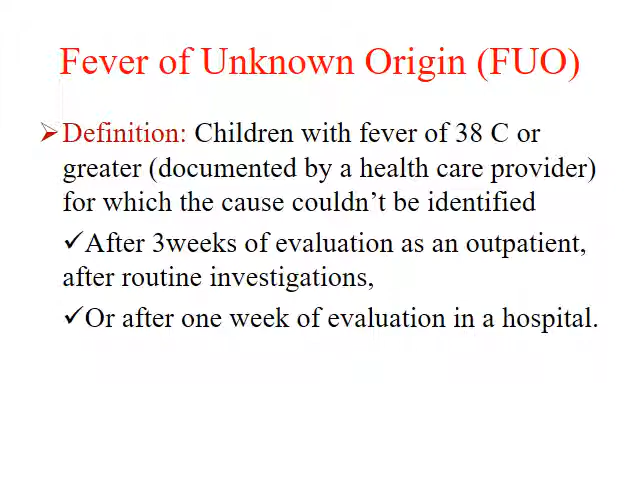 Fever of Unknown Origin (FUO)
➢Definition: Children with fever of 38 C or
greater (documented by a health care provider)
for which the cause couldn't be identified
✓After 3weeks of evaluation as an outpatient,
after routine investigations,
✓Or after one week of evaluation in a hospital.